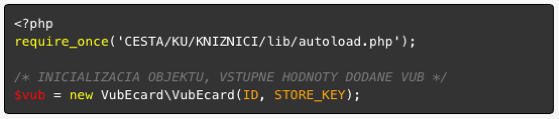 <?php
require_once('CESTA/KU/KNIZNICI/lib/autoload.php');
/* INICIALIZACIA OBJEKTU, VSTUPNE HODNOTY DODANE VUB */
$vub = new VubEcard\VubEcard(ID, STORE_KEY);